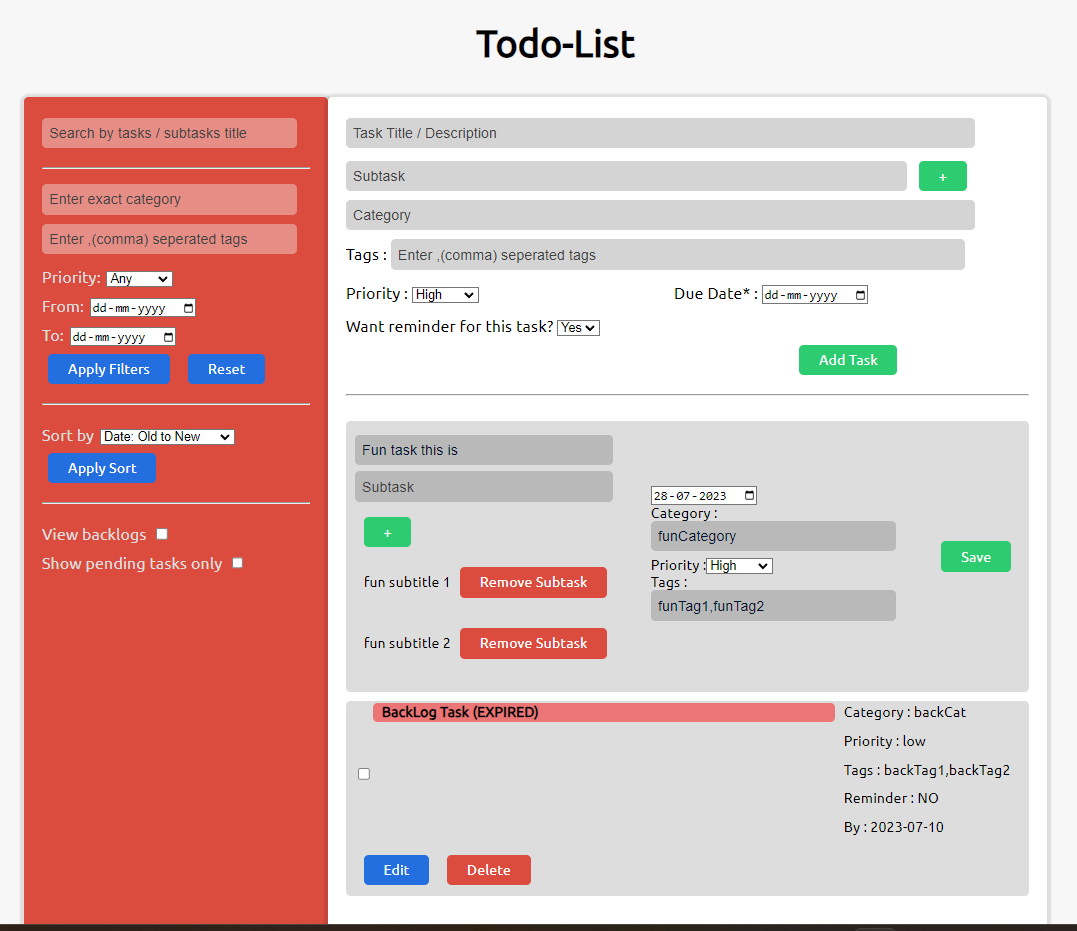 Todo-List
Search by tasks / subtasks title
Enter exact category
Enter ,(comma) seperated tags
Priority: Any
From: dd-mm-yyyy
To: dd-mm-yyyy
Apply Filters Reset
Sort by Date: Old to New
Apply Sort
View backlogs
Show pending tasks only
Task Title / Description
Subtask +
Category
Tags : Enter ,(comma) seperated tags
Priority : High Due Date* : dd-mm-yyyy
Want reminder for this task? Yes
Add Task
Fun task this is
Subtask
+
fun subtitle 1 Remove Subtask
fun subtitle 2 Remove Subtask
28-07-2023
Category :
funCategory
Priority : High
Tags :
funTag1,funTag2
Save
BackLog Task (EXPIRED)
Category : backCat
Priority : low
Tags : backTag1,backTag2
Reminder : NO
By : 2023-07-10
Edit Delete